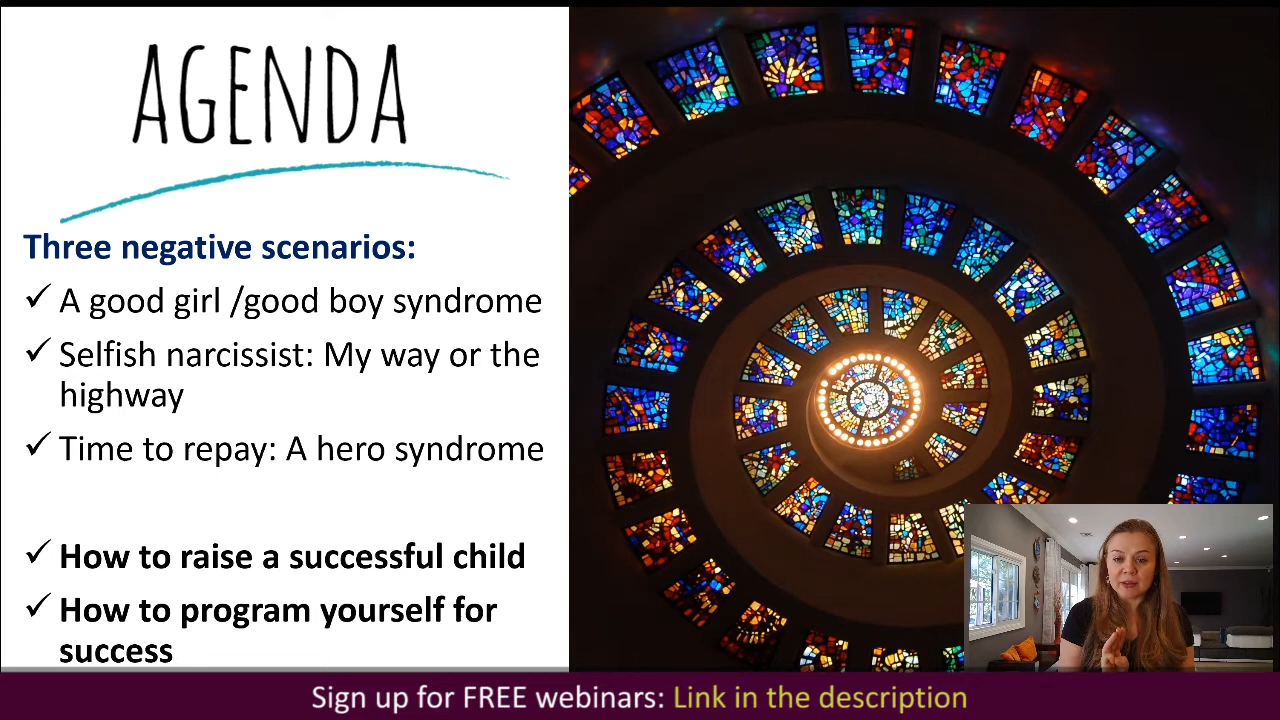 AGENDA
Three negative scenarios:
✓ A good girl /good boy syndrome
✓ Selfish narcissist: My way or the
highway
✓ Time to repay: A hero syndrome
✓ How to raise a successful child
✓ How to program yourself for
success
Sign up for FREE webinars: Link in the description